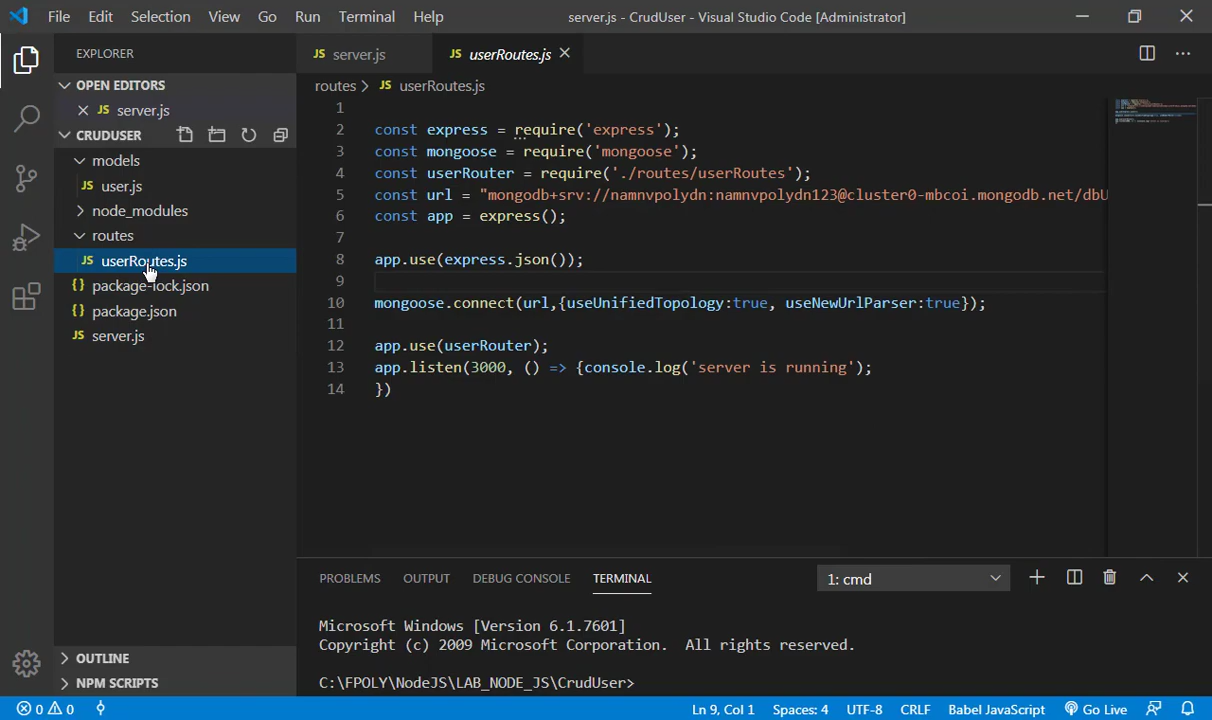 File Edit Selection View Go Run Terminal Help server.js - CrudUser - Visual Studio Code [Administrator]
EXPLORER
JS server.js JS userRoutes.js
OPEN EDITORS
routes > JS userRoutes.js
JS server.js
CRUDUSER
models
JS user.js
node_modules
routes
JS userRoutes.js
{} package-lock.json
{} package.json
JS server.js
OUTLINE
NPM SCRIPTS
1
2 const express = require('express');
3 const mongoose = require('mongoose');
4 const userRouter = require('./routes/userRoutes');
5 const url = "mongodb+srv://namnvpolydn:namnvpolydn123@cluster0-mbcoi.mongodb.net/dbU
6 const app = express();
7
8 app.use(express.json());
9
10 mongoose.connect(url,{useUnifiedTopology:true, useNewUrlParser:true});
11
12 app.use(userRouter);
13 app.listen(3000, () => {console.log('server is running');
14 })
PROBLEMS OUTPUT DEBUG CONSOLE TERMINAL 1: cmd
Microsoft Windows [Version 6.1.7601]
Copyright (c) 2009 Microsoft Corporation. All rights reserved.
C:\FPOLY\NodeJS\LAB_NODE_JS\CrudUser>
0 0 Ln 9, Col 1 Spaces: 4 UTF-8 CRLF Babel JavaScript Go Live